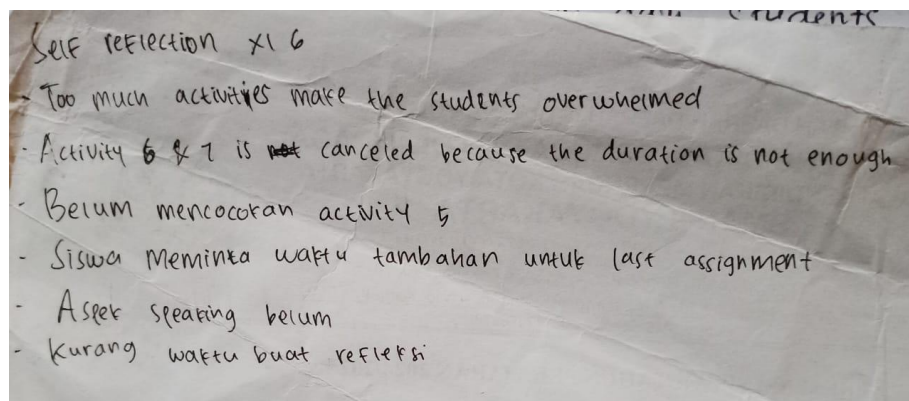 students
Self reflection XI 6
- Too much activities make the students overwhelmed
- Activity 6 & 7 is canceled because the duration is not enough
- Belum mencocokan activity 5
- Siswa meminta waktu tambahan untuk last assignment
- Aspek speaking belum
- Kurang waktu buat refleksi